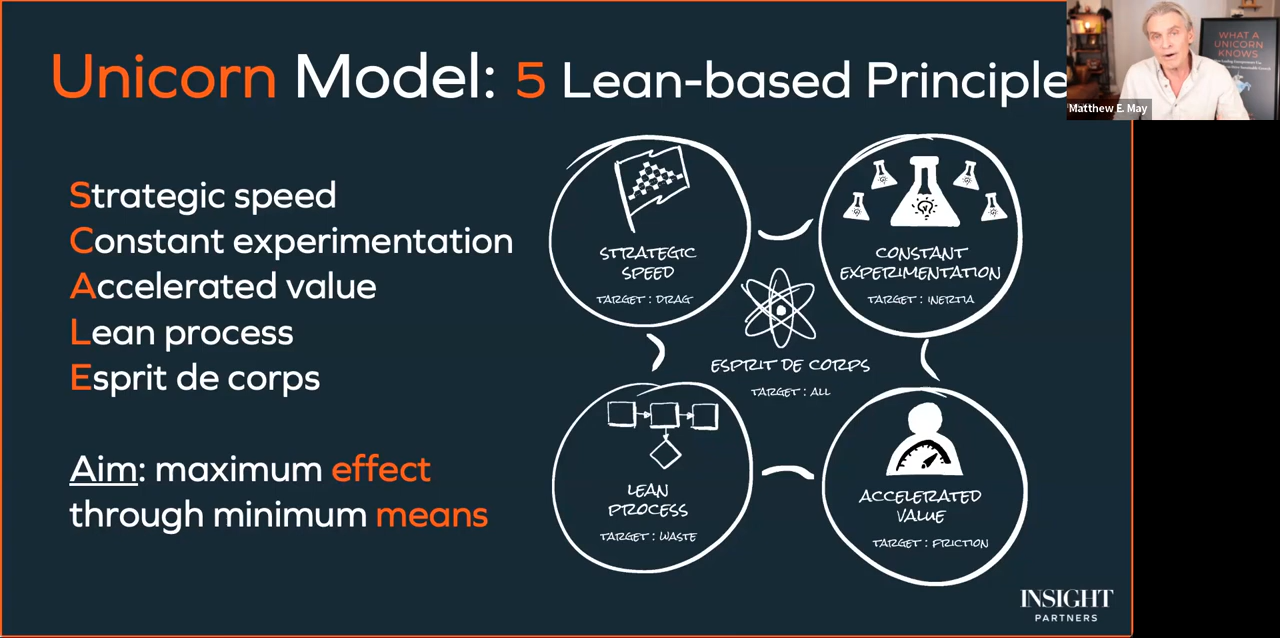 Unicorn Model: 5 Lean-based Principle
Matthew E. May
WHAT A
UNICORN
KNOWS
Strategic speed
Constant experimentation
Accelerated value
Lean process
Esprit de corps
Aim: maximum effect
through minimum means
STRATEGIC
SPEED
TARGET : DRAG
CONSTANT
EXPERIMENTATION
TARGET : INERTIA
ESPRIT DE CORPS
TARGET : ALL
LEAN
PROCESS
TARGET : WASTE
ACCELERATED
VALUE
TARGET : FRICTION
INSIGHT
PARTNERS